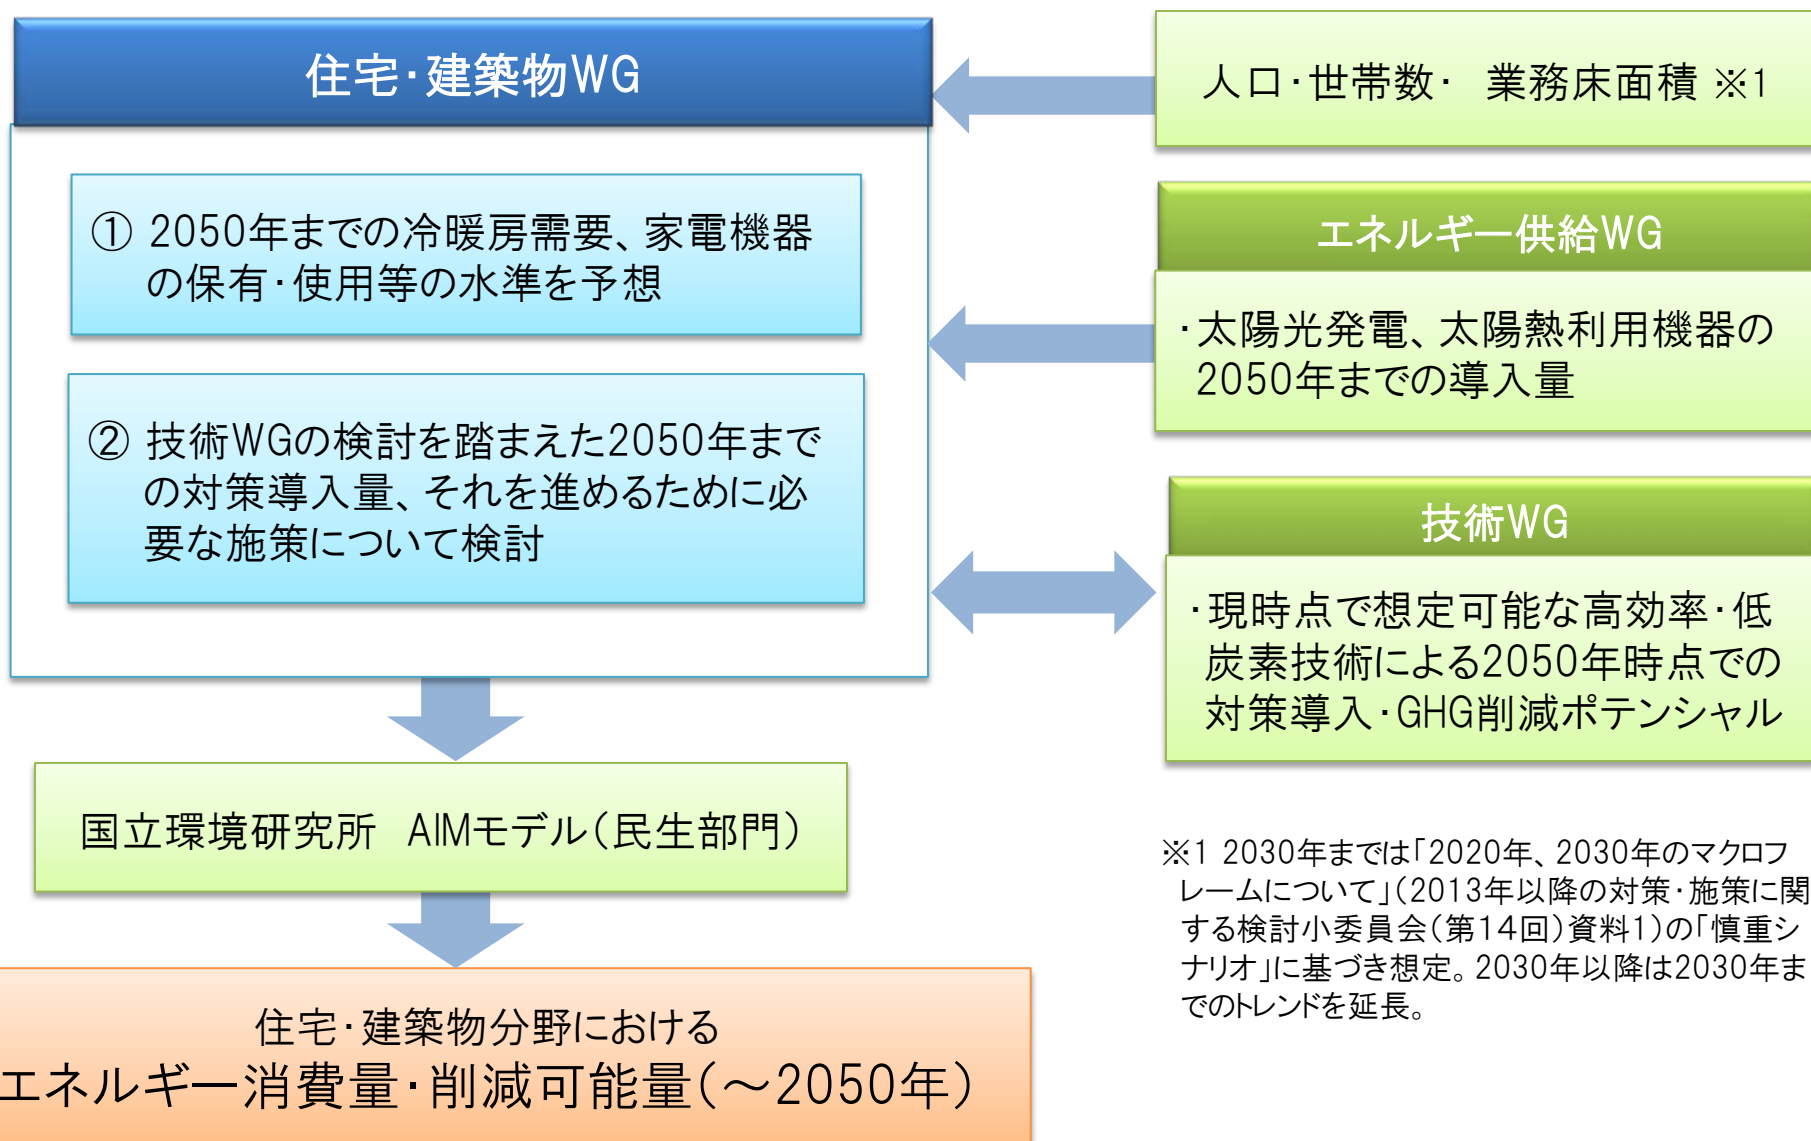 住宅・建築物WG
① 2050年までの冷暖房需要、家電機器
の保有・使用等の水準を予想
② 技術WGの検討を踏まえた2050年まで
の対策導入量、それを進めるために必
要な施策について検討
国立環境研究所　AIMモデル（民生部門）
住宅・建築物分野における
エネルギー消費量・削減可能量（～2050年）
人口・世帯数・　業務床面積 ※1
エネルギー供給WG
・太陽光発電、太陽熱利用機器の
2050年までの導入量
技術WG
・現時点で想定可能な高効率・低
炭素技術による2050年時点での
対策導入・GHG削減ポテンシャル
※1 2030年までは「2020年、2030年のマクロフ
レームについて」（2013年以降の対策・施策に関
する検討小委員会（第14回）資料1）の「慎重シ
ナリオ」に基づき想定。2030年以降は2030年ま
でのトレンドを延長。